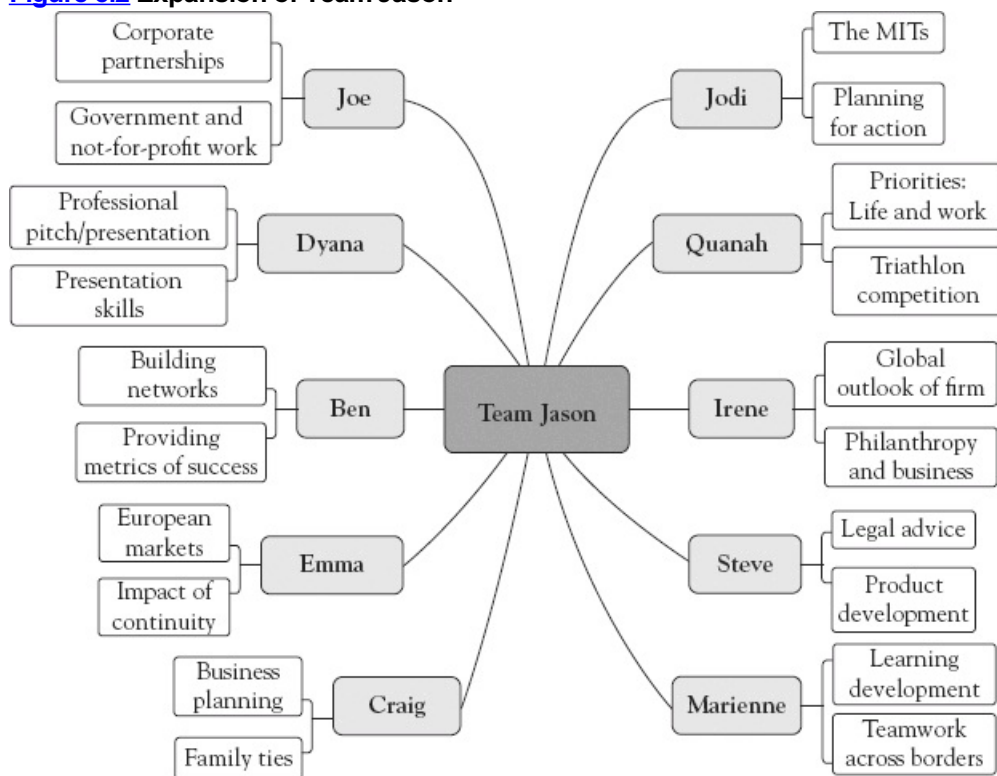 Figure 6.2 Expansion of Team Jason
Corporate
partnerships
Government and
not-for-profit work
Joe
Professional
pitch/presentation
Presentation
skills
Dyana
Building
networks
Providing
metrics of success
Ben
European
markets
Impact of
continuity
Emma
Business
planning
Family ties
Craig
Team Jason
Jodi
The MITs
Planning
for action
Quanah
Priorities:
Life and work
Triathlon
competition
Irene
Global
outlook of firm
Philanthropy
and business
Steve
Legal advice
Product
development
Marienne
Learning
development
Teamwork
across borders